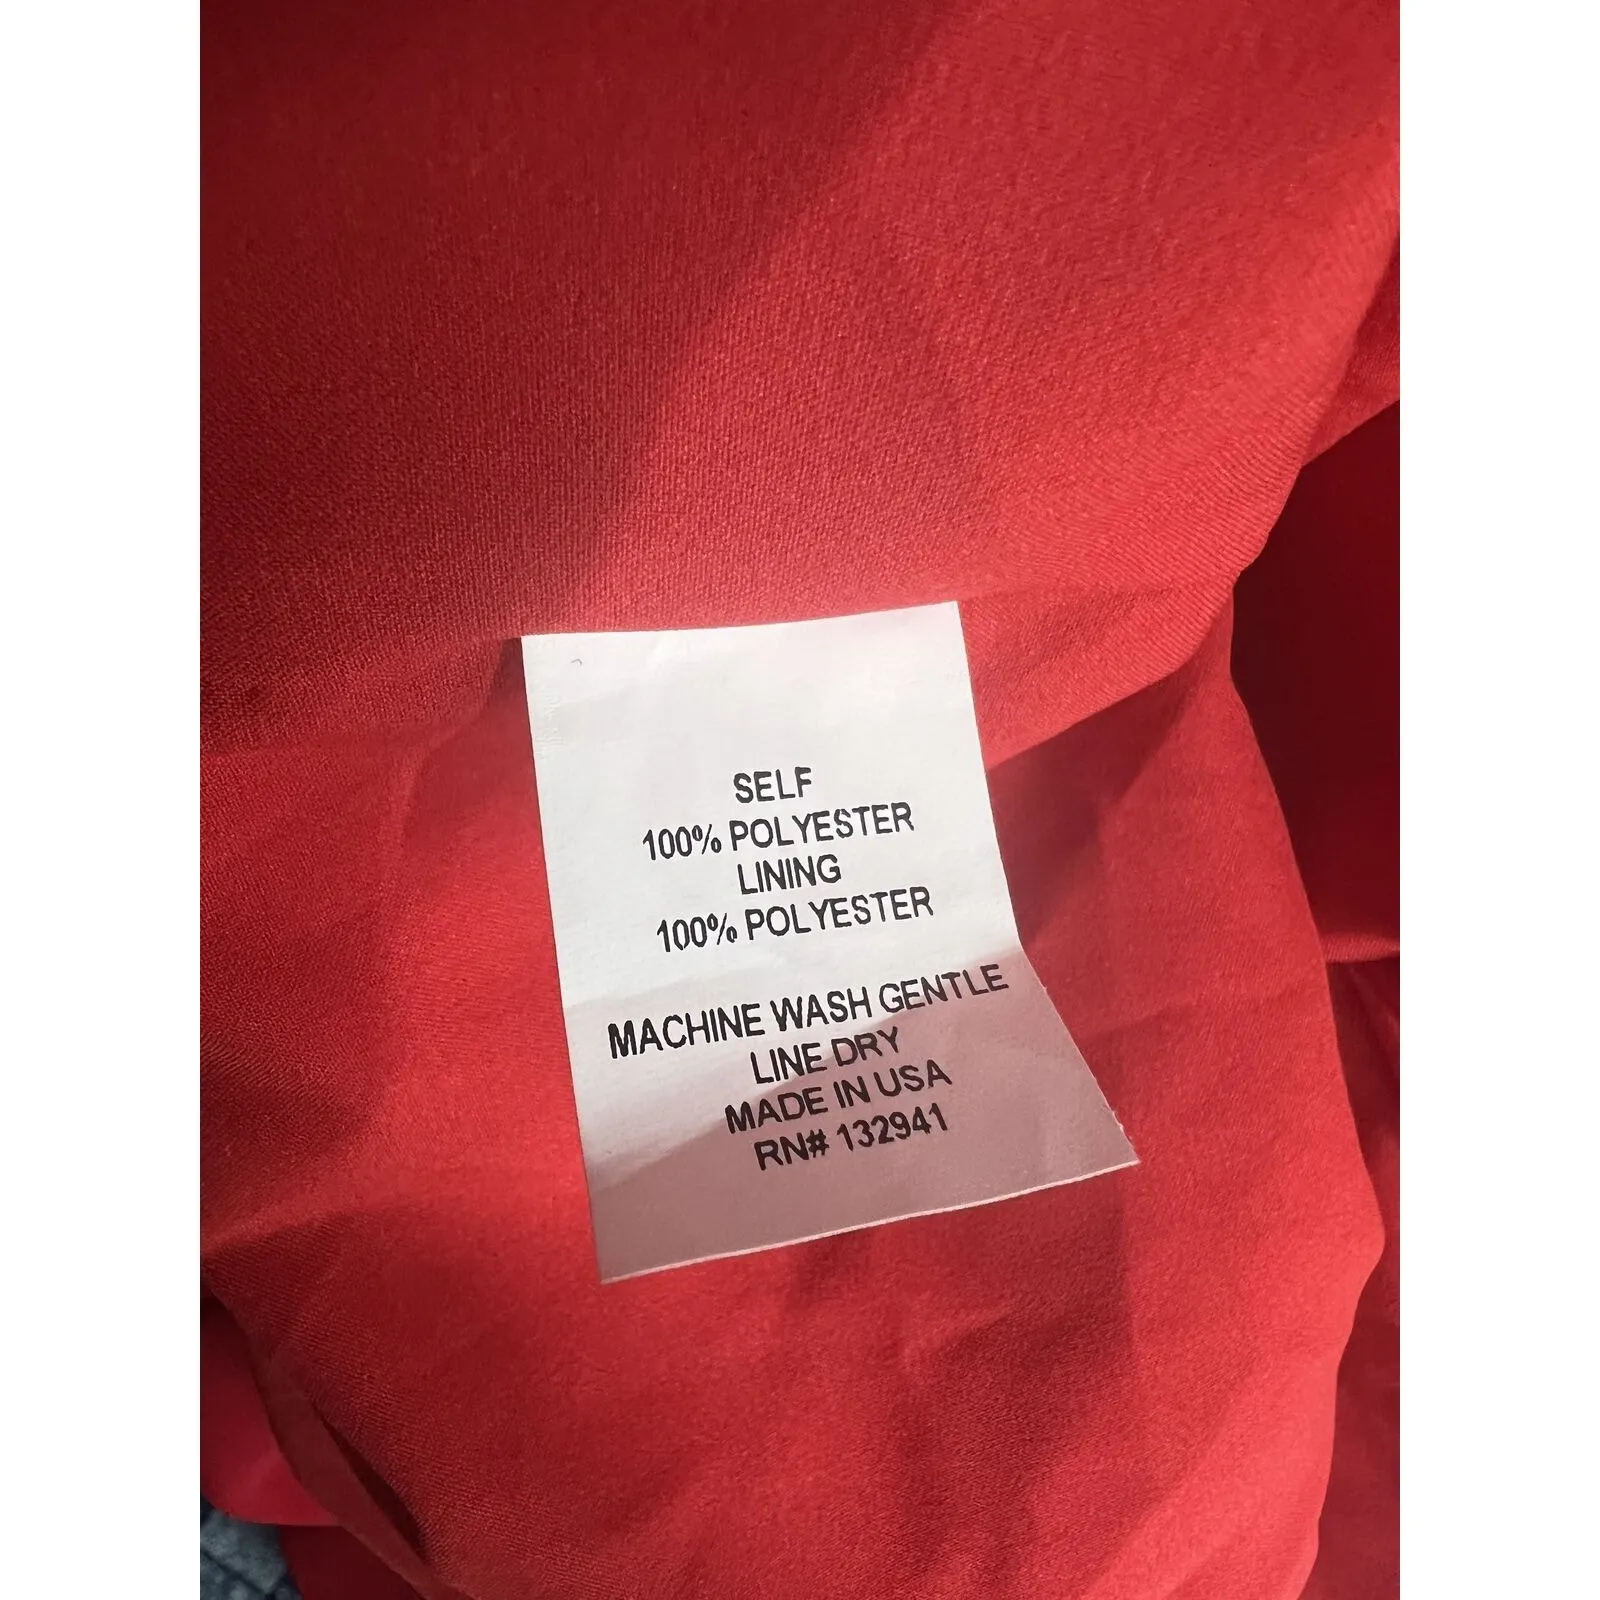 SELF
100% POLYESTER
LINING
100% POLYESTER
MACHINE WASH GENTLE
LINE DRY
MADE IN USA
RN# 132941